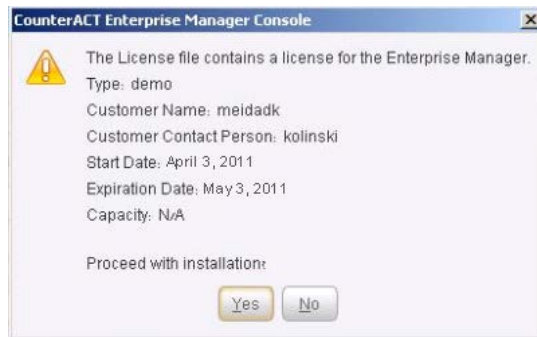 CounterACT Enterprise Manager Console
The License file contains a license for the Enterprise Manager.
Type: demo
Customer Name: meidadk
Customer Contact Person: kolinski
Start Date: April 3, 2011
Expiration Date: May 3, 2011
Capacity: N/A
Proceed with installation?
Yes No